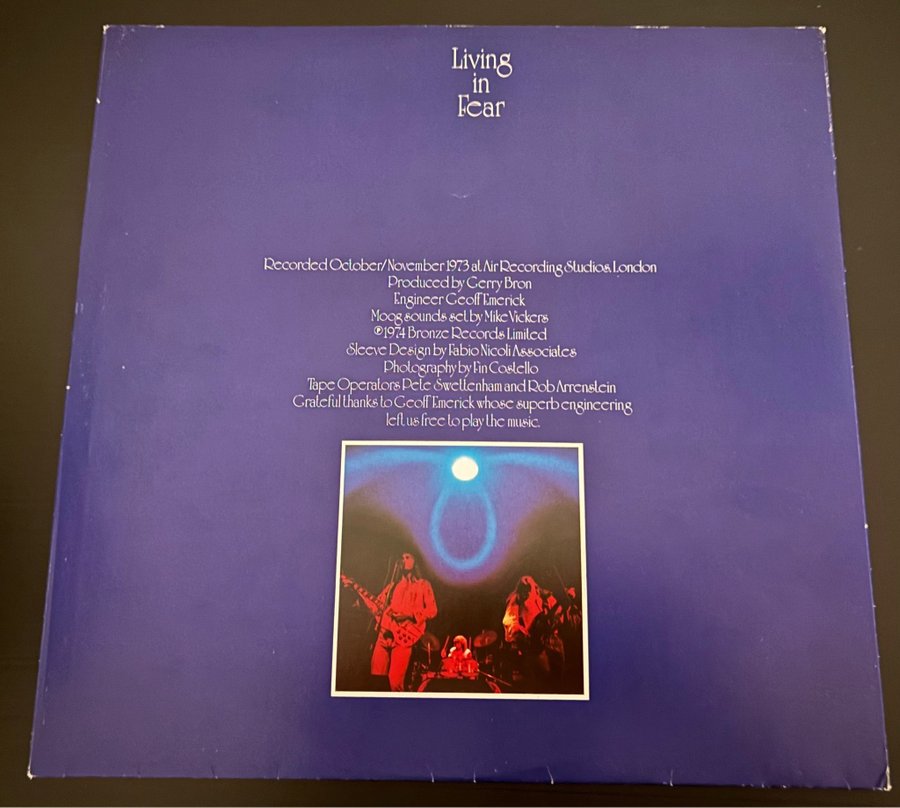 Living
in
Fear
Recorded October/November 1973 at Air Recording Studios, London
Produced by Gerry Bron
Engineer Geoff Emerick
Moog sounds set by Mike Vickers
℗1974 Bronze Records Limited
Sleeve Design by Fabio Nicoli Associates
Photography by Fin Costello
Tape Operators Pete Swettenham and Rob Arrenstein
Grateful thanks to Geoff Emerick whose superb engineering
left us free to play the music.